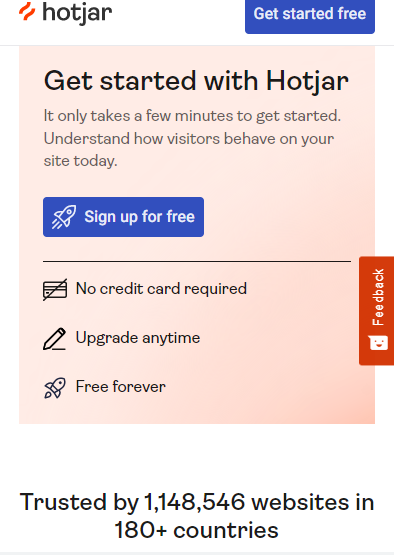 hotjar
Get started free
Get started with Hotjar
It only takes a few minutes to get started.
Understand how visitors behave on your
site today.
Sign up for free
No credit card required
Upgrade anytime
Free forever
Feedback
Trusted by 1,148,546 websites in
180+ countries